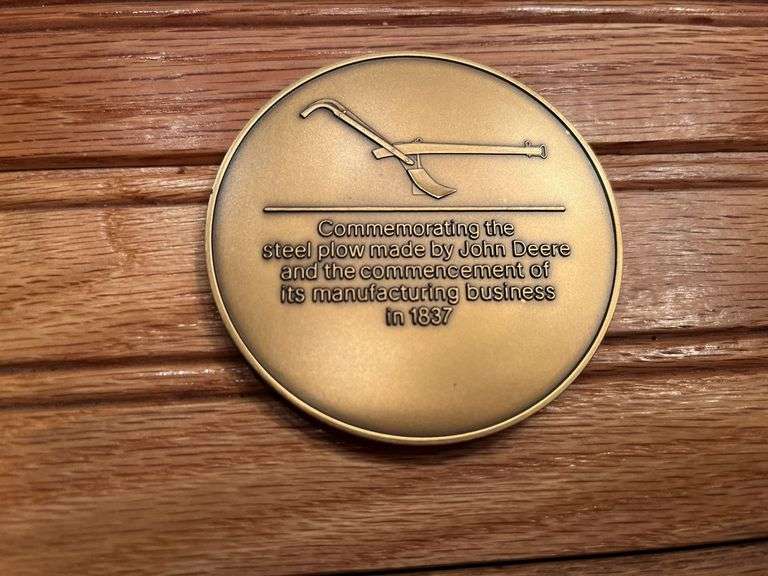 Commemorating the
steel plow made by John Deere
and the commencement of
its manufacturing business
in 1837